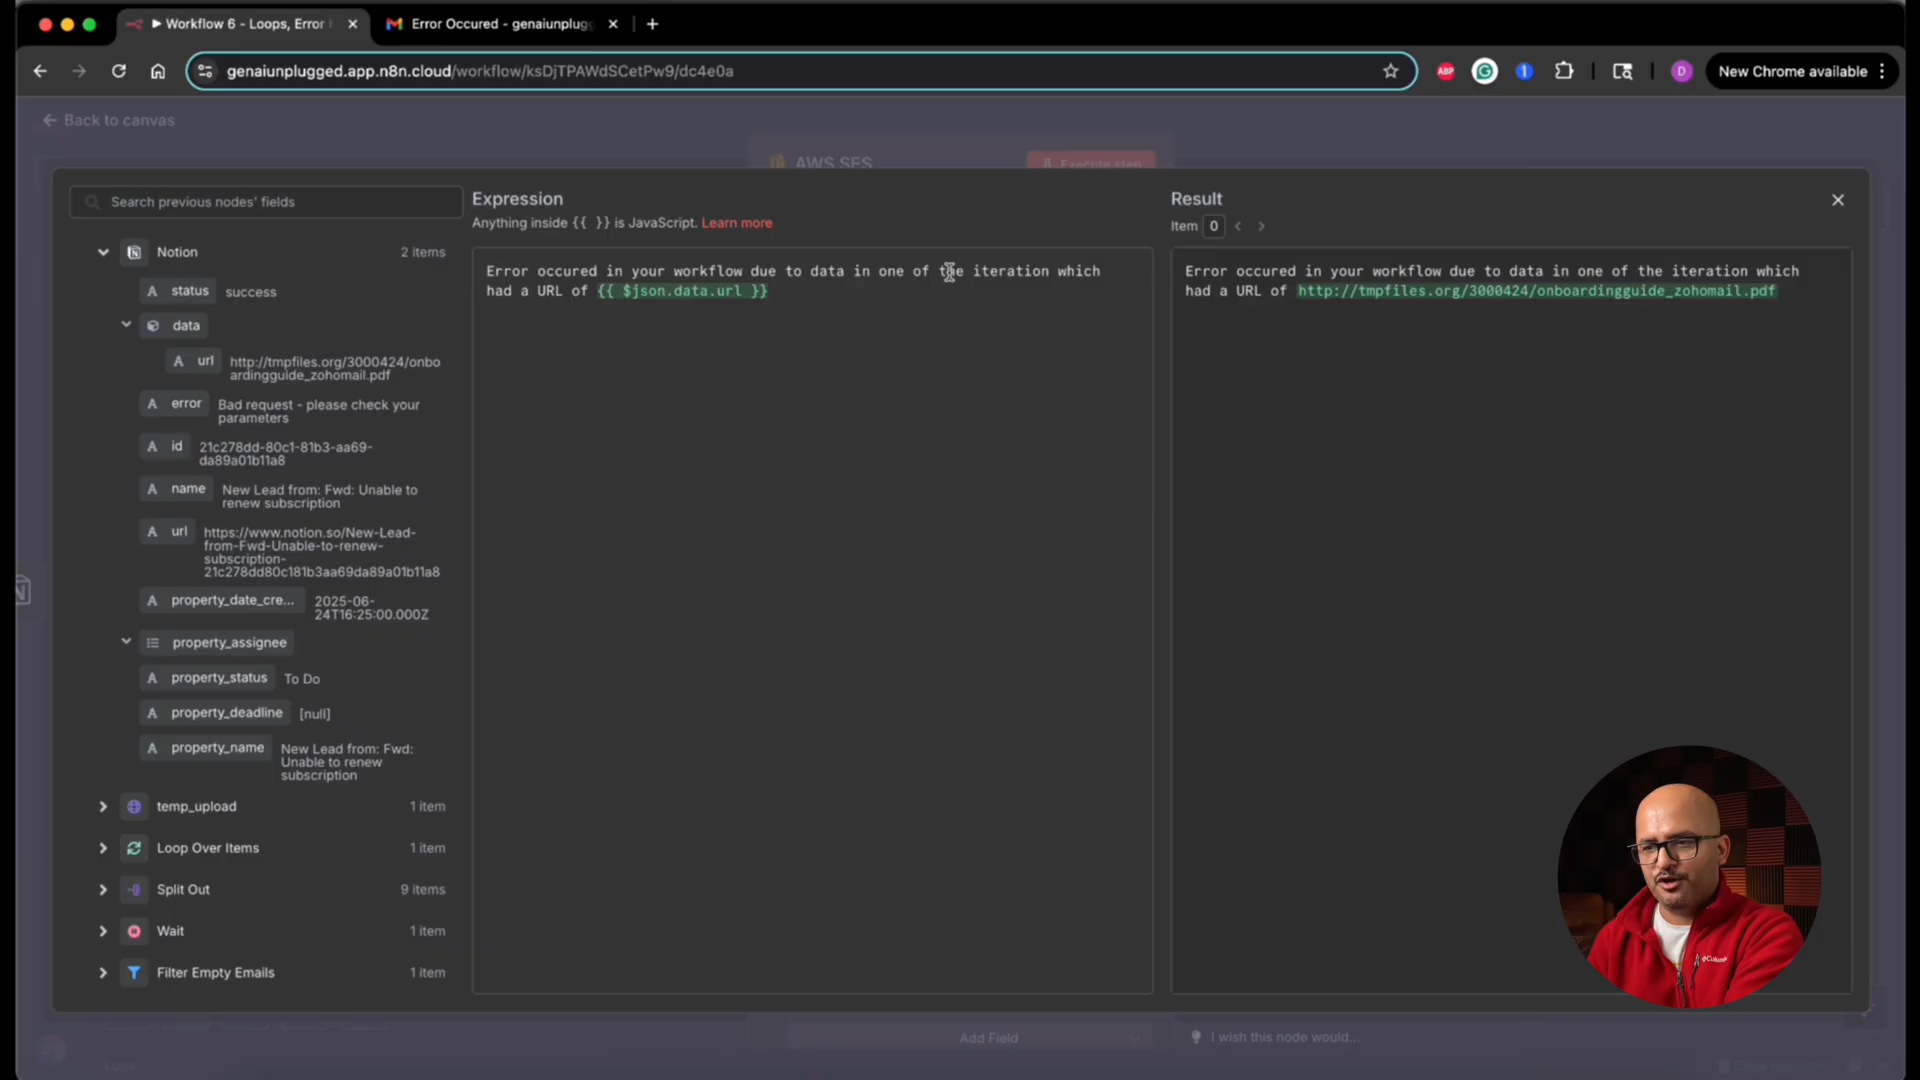 Workflow 6 - Loops, Error
Error Occured - genaiunplug
genaiunplugged.app.n8n.cloud/workflow/ksDjTPAWdSCetPw9/dc4e0a
ABP
1
D
New Chrome available
Back to canvas
AWS SES
Execute step
Search previous nodes' fields
Notion
2 items
A status success
data
A url http://tmpfiles.org/3000424/onbo
ardingguide_zohomail.pdf
A error Bad request - please check your
parameters
A id 21c278dd-80c1-81b3-aa69-
da89a01b11a8
A name New Lead from: Fwd: Unable to
renew subscription
A url https://www.notion.so/New-Lead-
from-Fwd-Unable-to-renew-
subscription-
21c278dd80c181b3aa69da89a01b11a8
A property_date_cre... 2025-06-
24T16:25:00.000Z
property_assignee
A property_status To Do
A property_deadline [null]
A property_name New Lead from: Fwd:
Unable to renew
subscription
temp_upload 1 item
Loop Over Items 1 item
Split Out 9 items
Wait 1 item
Filter Empty Emails 1 item
Expression
Anything inside {{ }} is JavaScript. Learn more
Error occured in your workflow due to data in one of the iteration which
had a URL of {{ $json.data.url }}
Result
Item 0
Error occured in your workflow due to data in one of the iteration which
had a URL of http://tmpfiles.org/3000424/onboardingguide_zohomail.pdf
Columbia
Add Field
I wish this node would...